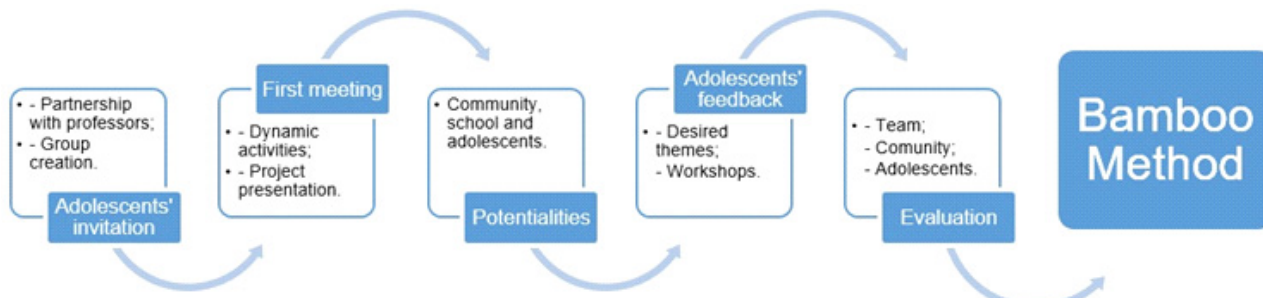 • - Partnership
with professors;
• - Group
creation.
Adolescents'
invitation
First meeting
• - Dynamic
activities;
• - Project
presentation.
• Community,
school and
adolescents.
Potentialities
Adolescents'
feedback
• - Desired
themes;
- Workshops.
• - Team;
- Comunity;
- Adolescents.
Evaluation
Bamboo
Method